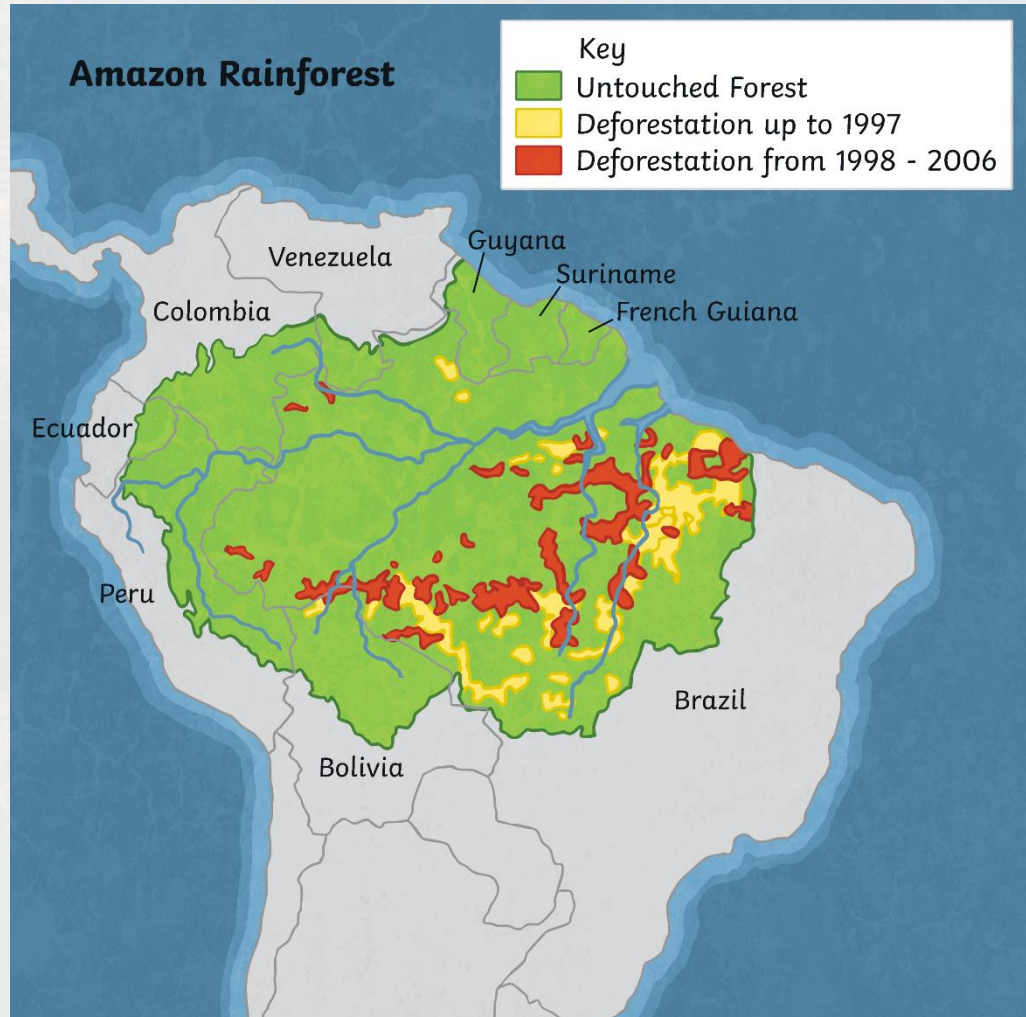 Amazon Rainforest
Key
Untouched Forest
Deforestation up to 1997
Deforestation from 1998 - 2006
Guyana
Venezuela
Suriname
Colombia
French Guiana
Ecuador
Peru
Brazil
Bolivia